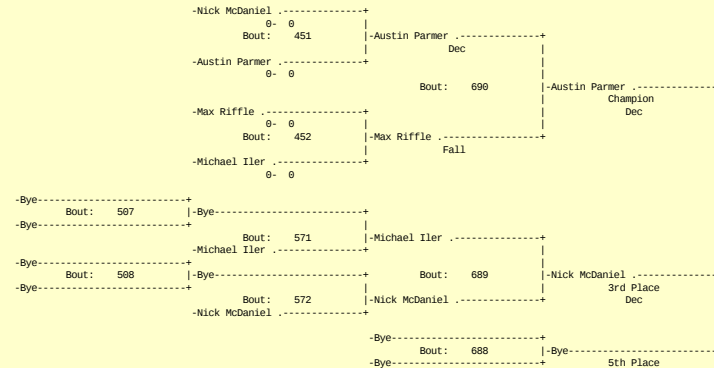 -Nick McDaniel .--------------+
0- 0 |
Bout: 451 |-Austin Parmer .-------------+
| Dec |
-Austin Parmer .--------------+ |
0- 0 |
Bout: 690 |-Austin Parmer .------------
| Champion
-Max Riffle .-----------------+ | Dec
0- 0 | |
Bout: 452 |-Max Riffle .----------------+
| Fall
-Michael Iler .---------------+
0- 0
-Bye--------------------------+
Bout: 507 |-Bye-------------------------+
-Bye--------------------------+ |
Bout: 571 |-Michael Iler .--------------+
-Michael Iler .---------------+ |
-Bye--------------------------+ |
Bout: 508 |-Bye-------------------------+ Bout: 689 |-Nick McDaniel .------------
-Bye--------------------------+ | | 3rd Place
Bout: 572 |-Nick McDaniel .-------------+ Dec
-Nick McDaniel .--------------+
-Bye-------------------------+
Bout: 688 |-Bye------------------------
-Bye-------------------------+ 5th Place